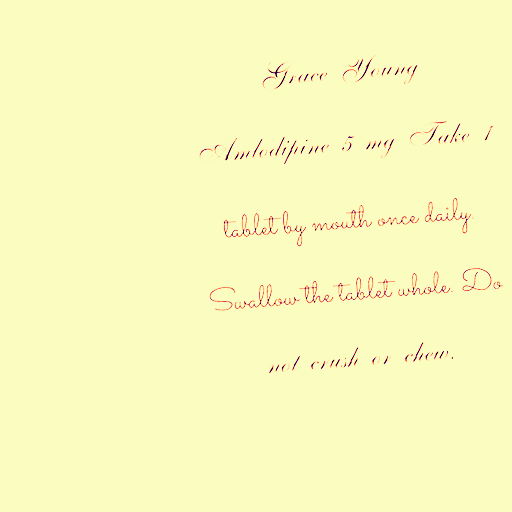 Grace Young
Amlodipine 5 mg Take 1
tablet by mouth once daily.
Swallow the tablet whole. Do
not crush or chew.